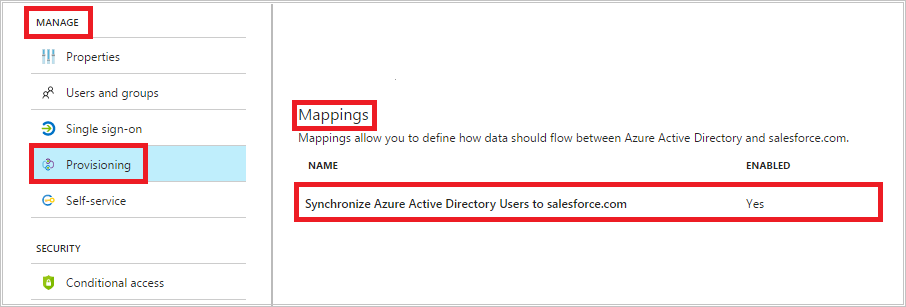 MANAGE
Properties
Users and groups
Single sign-on
Provisioning
Self-service
SECURITY
Conditional access
Mappings
Mappings allow you to define how data should flow between Azure Active Directory and salesforce.com.
NAME ENABLED
Synchronize Azure Active Directory Users to salesforce.com Yes